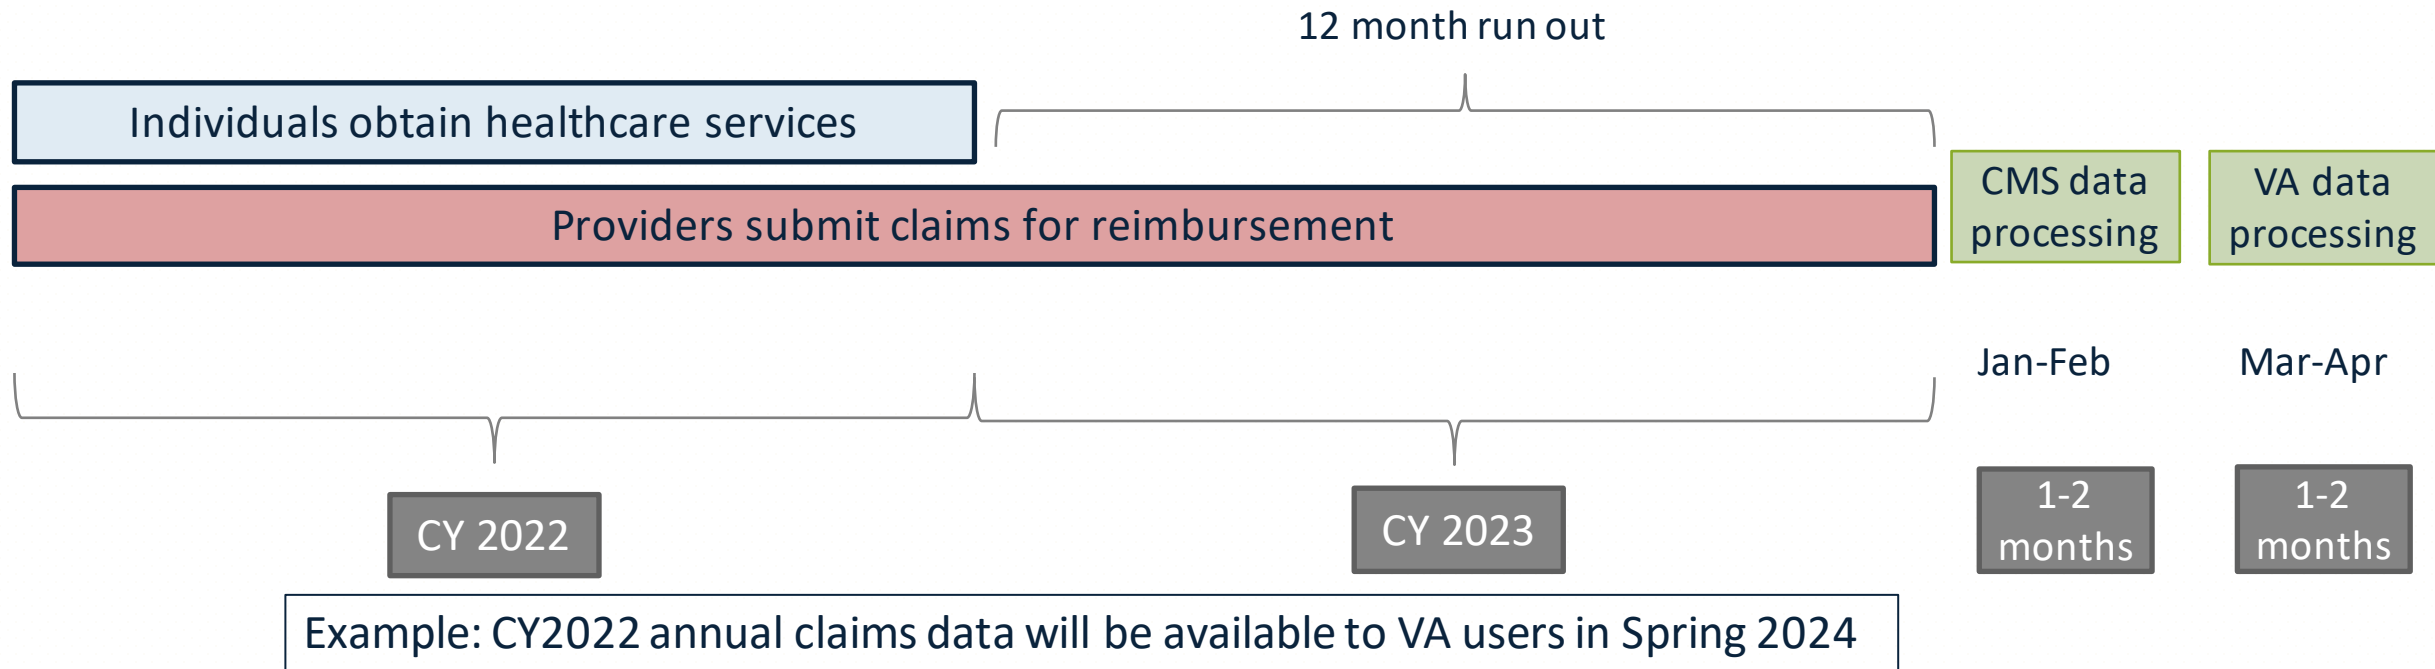 12 month run out
Individuals obtain healthcare services
Providers submit claims for reimbursement
CMS data
processing
VA data
processing
Jan-Feb
Mar-Apr
CY 2022
CY 2023
1-2
months
1-2
months
Example: CY2022 annual claims data will be available to VA users in Spring 2024